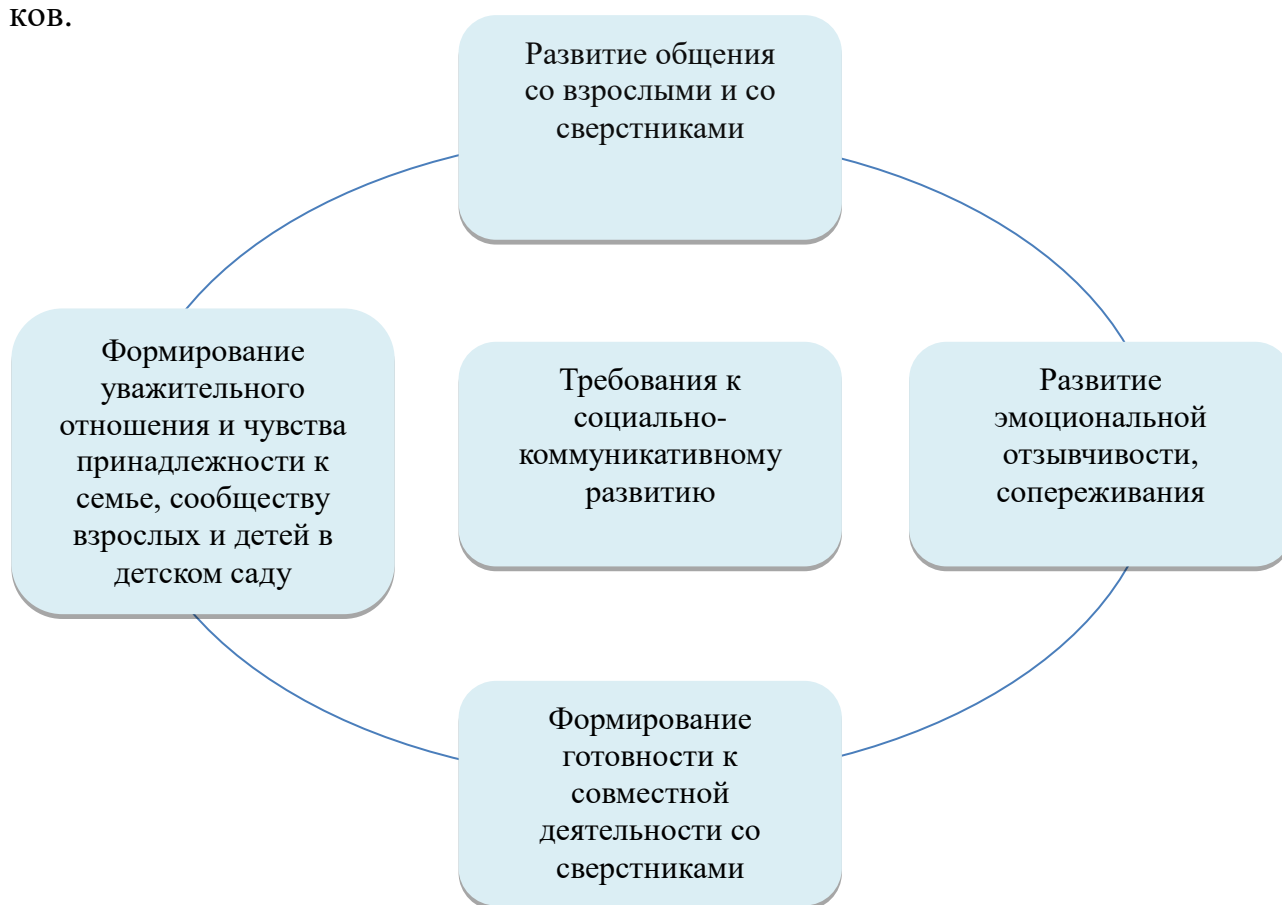 ков.
Развитие общения
со взрослыми и со
сверстниками
Формирование
уважительного
отношения и чувства
принадлежности к
семье, сообществу
взрослых и детей в
детском саду
Требования к
социально-
коммуникативному
развитию
Развитие
эмоциональной
отзывчивости,
сопереживания
Формирование
готовности к
совместной
деятельности со
сверстниками